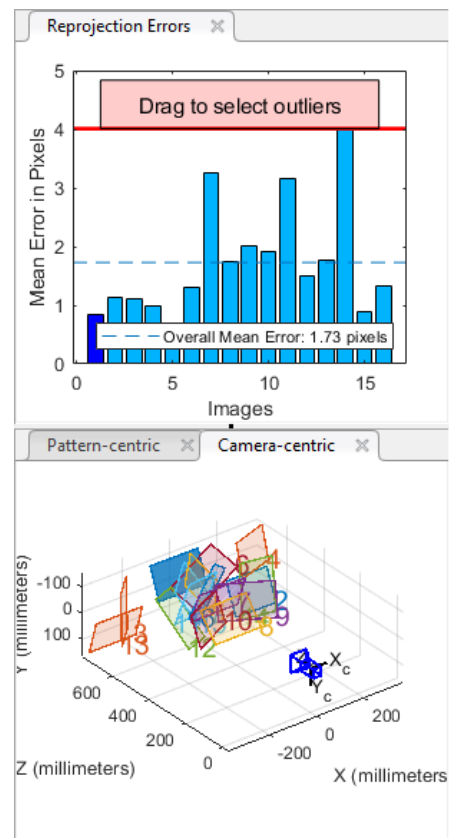 Reprojection Errors
5
Drag to select outliers
4
3
2
1
0
Mean Error in Pixels
Overall Mean Error: 1.73 pixels
0 5 10 15
Images
Pattern-centric Camera-centric
-100
0
100
Y (millimeters)
600
400
200
0
Z (millimeters)
-200
0
200
X (millimeters
4
6
2
9
8
10
12
13
X
c
Y
c